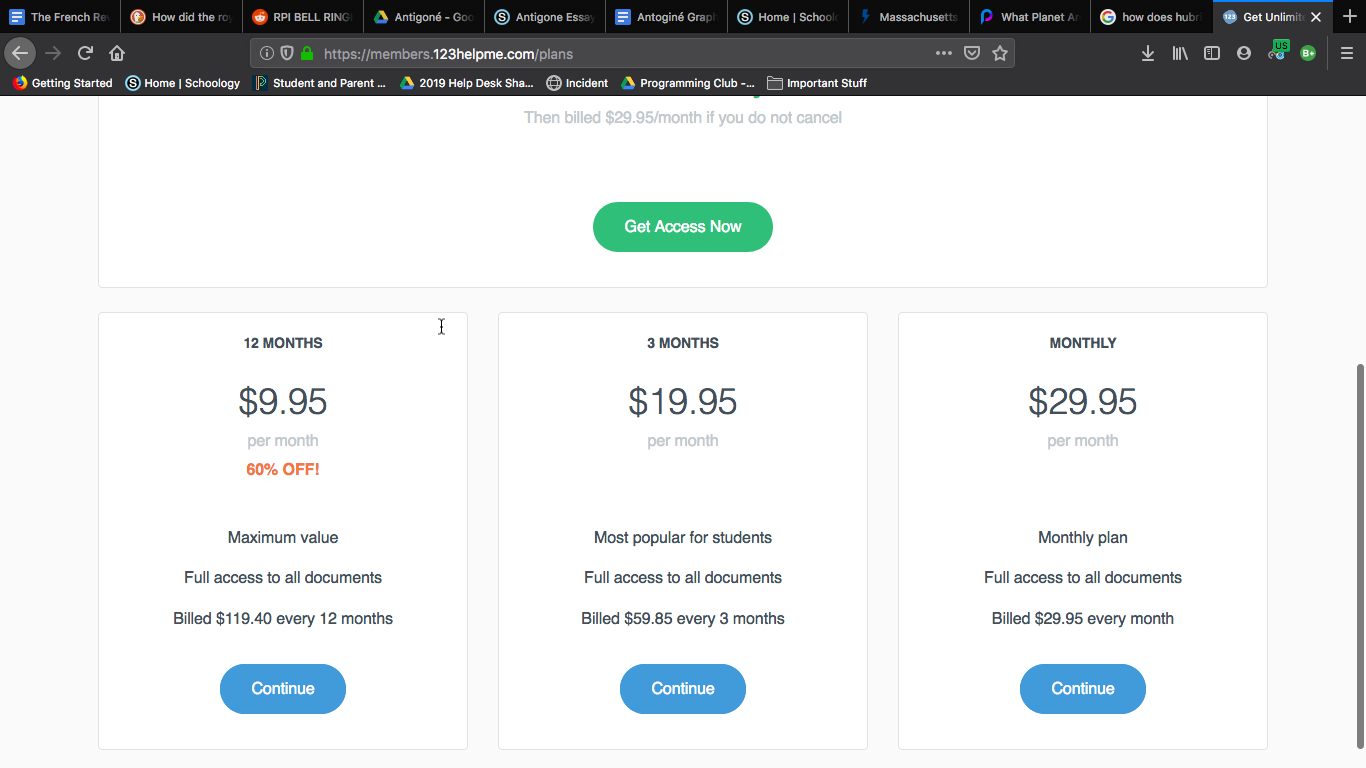 The French Re
How did the ro
RPI BELL RING
Antigoné - Goo
Antigone Essay
Antoginé Graph
Home | School
Massachusetts
What Planet Ar
how does hubri
Get Unlimite
https://members.123helpme.com/plans
US
B+
Getting Started
Home | Schoology
Student and Parent ...
2019 Help Desk Sha...
Incident
Programming Club -...
Important Stuff
Then billed $29.95/month if you do not cancel
Get Access Now
12 MONTHS
$9.95
per month
60% OFF!
Maximum value
Full access to all documents
Billed $119.40 every 12 months
Continue
3 MONTHS
$19.95
per month
Most popular for students
Full access to all documents
Billed $59.85 every 3 months
Continue
MONTHLY
$29.95
per month
Monthly plan
Full access to all documents
Billed $29.95 every month
Continue